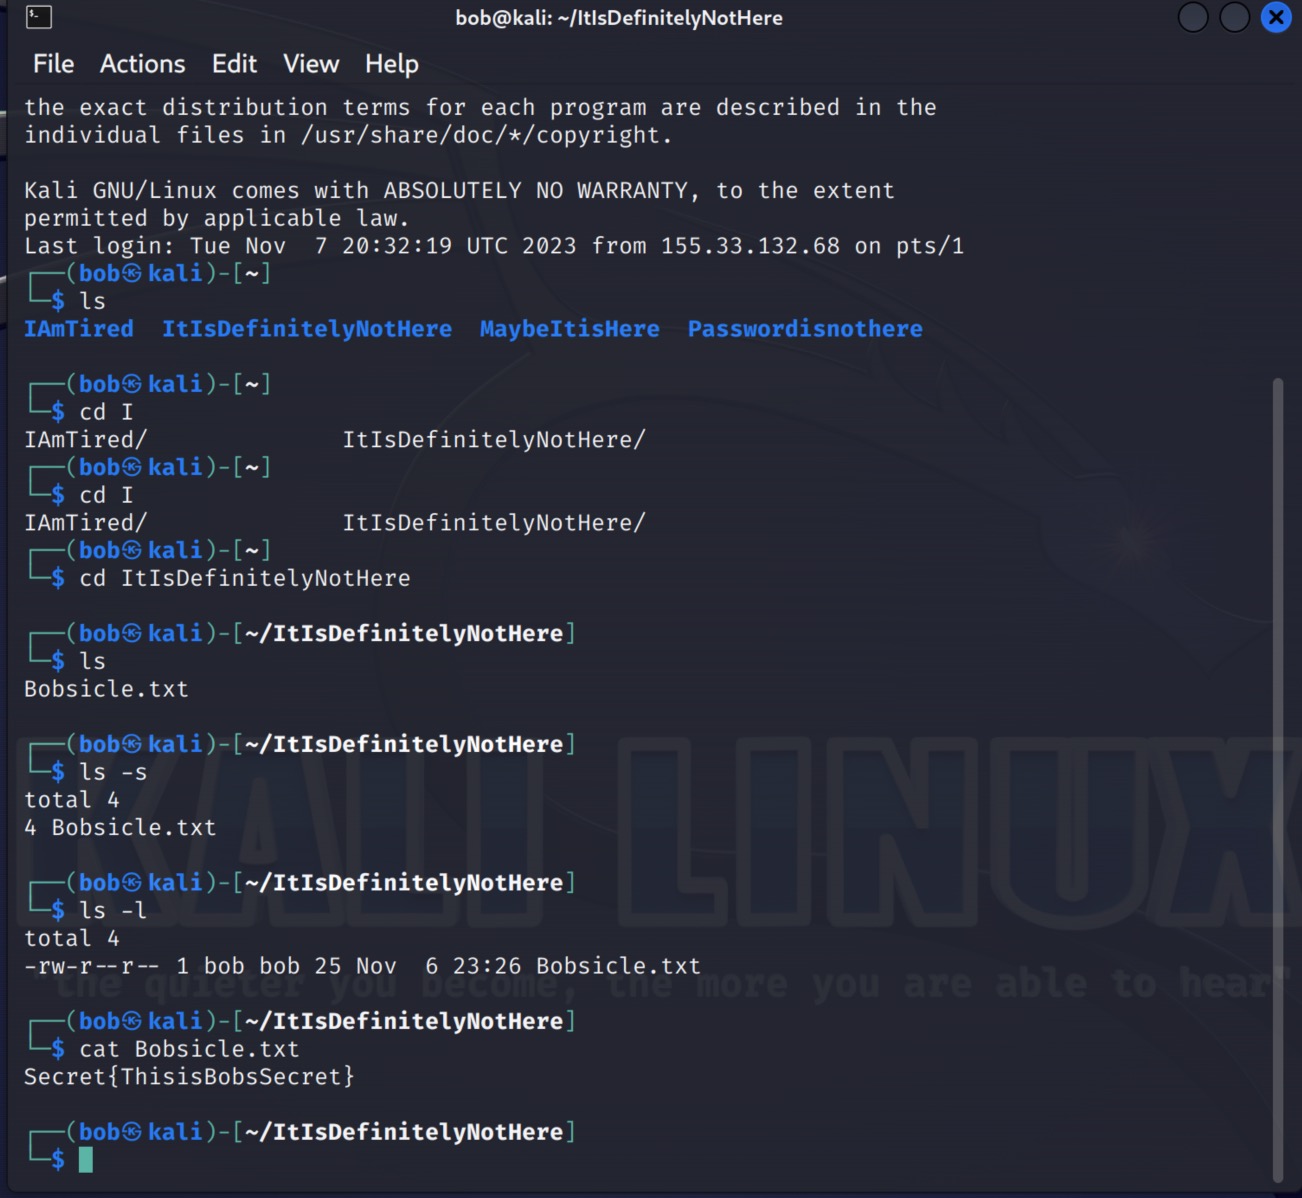 bob@kali: ~/ItIsDefinitelyNotHere
File Actions Edit View Help
the exact distribution terms for each program are described in the
individual files in /usr/share/doc/*/copyright.
Kali GNU/Linux comes with ABSOLUTELY NO WARRANTY, to the extent
permitted by applicable law.
Last login: Tue Nov  7 20:32:19 UTC 2023 from 155.33.132.68 on pts/1
┌──(bob㉿kali)-[~]
└─$ ls
IAmTired  ItIsDefinitelyNotHere  MaybeItisHere  Passwordisnothere
┌──(bob㉿kali)-[~]
└─$ cd I
IAmTired/              ItIsDefinitelyNotHere/
┌──(bob㉿kali)-[~]
└─$ cd I
IAmTired/              ItIsDefinitelyNotHere/
┌──(bob㉿kali)-[~]
└─$ cd ItIsDefinitelyNotHere
┌──(bob㉿kali)-[~/ItIsDefinitelyNotHere]
└─$ ls
Bobsicle.txt
┌──(bob㉿kali)-[~/ItIsDefinitelyNotHere]
└─$ ls -s
total 4
4 Bobsicle.txt
┌──(bob㉿kali)-[~/ItIsDefinitelyNotHere]
└─$ ls -l
total 4
-rw-r--r-- 1 bob bob 25 Nov  6 23:26 Bobsicle.txt
┌──(bob㉿kali)-[~/ItIsDefinitelyNotHere]
└─$ cat Bobsicle.txt
Secret{ThisisBobsSecret}
┌──(bob㉿kali)-[~/ItIsDefinitelyNotHere]
└─$
KALI LINUX
"the quieter you become, the more you are able to hear"